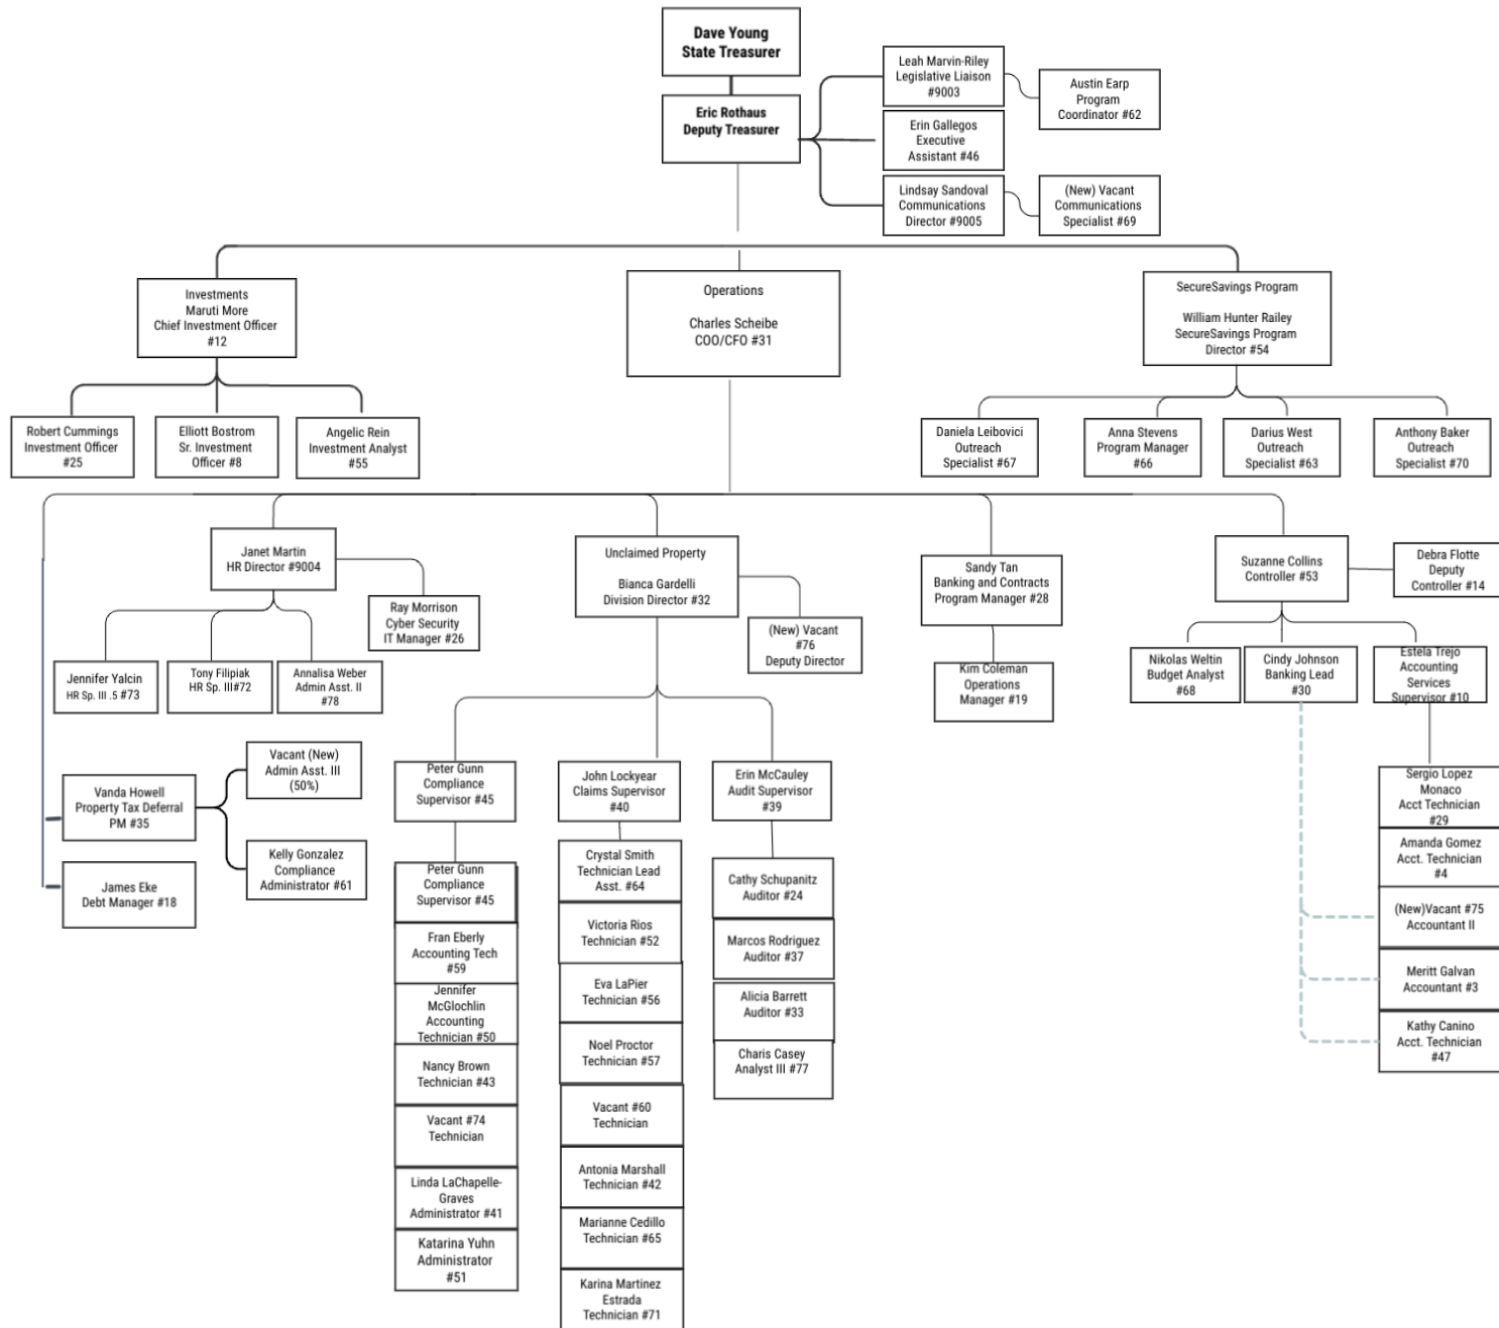 Dave Young
State Treasurer
Eric Rothaus
Deputy Treasurer
Leah Marvin-Riley
Legislative Liaison
#9003
Austin Earp
Program
Coordinator #62
Erin Gallegos
Executive
Assistant #46
Lindsay Sandoval
Communications
Director #9005
(New) Vacant
Communications
Specialist #69
Investments
Maruti More
Chief Investment Officer
#12
Operations
Charles Scheibe
COO/CFO #31
SecureSavings Program
William Hunter Railey
SecureSavings Program
Director #54
Robert Cummings
Investment Officer
#25
Elliott Bostrom
Sr. Investment
Officer #8
Angelic Rein
Investment Analyst
#55
Daniela Leibovici
Outreach
Specialist #67
Anna Stevens
Program Manager
#66
Darius West
Outreach
Specialist #63
Anthony Baker
Outreach
Specialist #70
Janet Martin
HR Director #9004
Ray Morrison
Cyber Security
IT Manager #26
Jennifer Yalcin
HR Sp. III .5 #73
Tony Filipiak
HR Sp. III#72
Annalisa Weber
Admin Asst. II
#78
Unclaimed Property
Bianca Gardelli
Division Director #32
(New) Vacant
#76
Deputy Director
Sandy Tan
Banking and Contracts
Program Manager #28
Kim Coleman
Operations
Manager #19
Suzanne Collins
Controller #53
Debra Flotte
Deputy
Controller #14
Nikolas Weltin
Budget Analyst
#68
Cindy Johnson
Banking Lead
#30
Estela Trejo
Accounting
Services
Supervisor #10
Vanda Howell
Property Tax Deferral
PM #35
Vacant (New)
Admin Asst. III
(50%)
Kelly Gonzalez
Compliance
Administrator #61
James Eke
Debt Manager #18
Peter Gunn
Compliance
Supervisor #45
Peter Gunn
Compliance
Supervisor #45
Fran Eberly
Accounting Tech
#59
Jennifer
McGlochlin
Accounting
Technician #50
Nancy Brown
Technician #43
Vacant #74
Technician
Linda LaChapelle-
Graves
Administrator #41
Katarina Yuhn
Administrator
#51
John Lockyear
Claims Supervisor
#40
Crystal Smith
Technician Lead
Asst. #64
Victoria Rios
Technician #52
Eva LaPier
Technician #56
Noel Proctor
Technician #57
Vacant #60
Technician
Antonia Marshall
Technician #42
Marianne Cedillo
Technician #65
Karina Martinez
Estrada
Technician #71
Erin McCauley
Audit Supervisor
#39
Cathy Schupanitz
Auditor #24
Marcos Rodriguez
Auditor #37
Alicia Barrett
Auditor #33
Charis Casey
Analyst III #77
Sergio Lopez
Monaco
Acct Technician
#29
Amanda Gomez
Acct. Technician
#4
(New)Vacant #75
Accountant II
Meritt Galvan
Accountant #3
Kathy Canino
Acct. Technician
#47